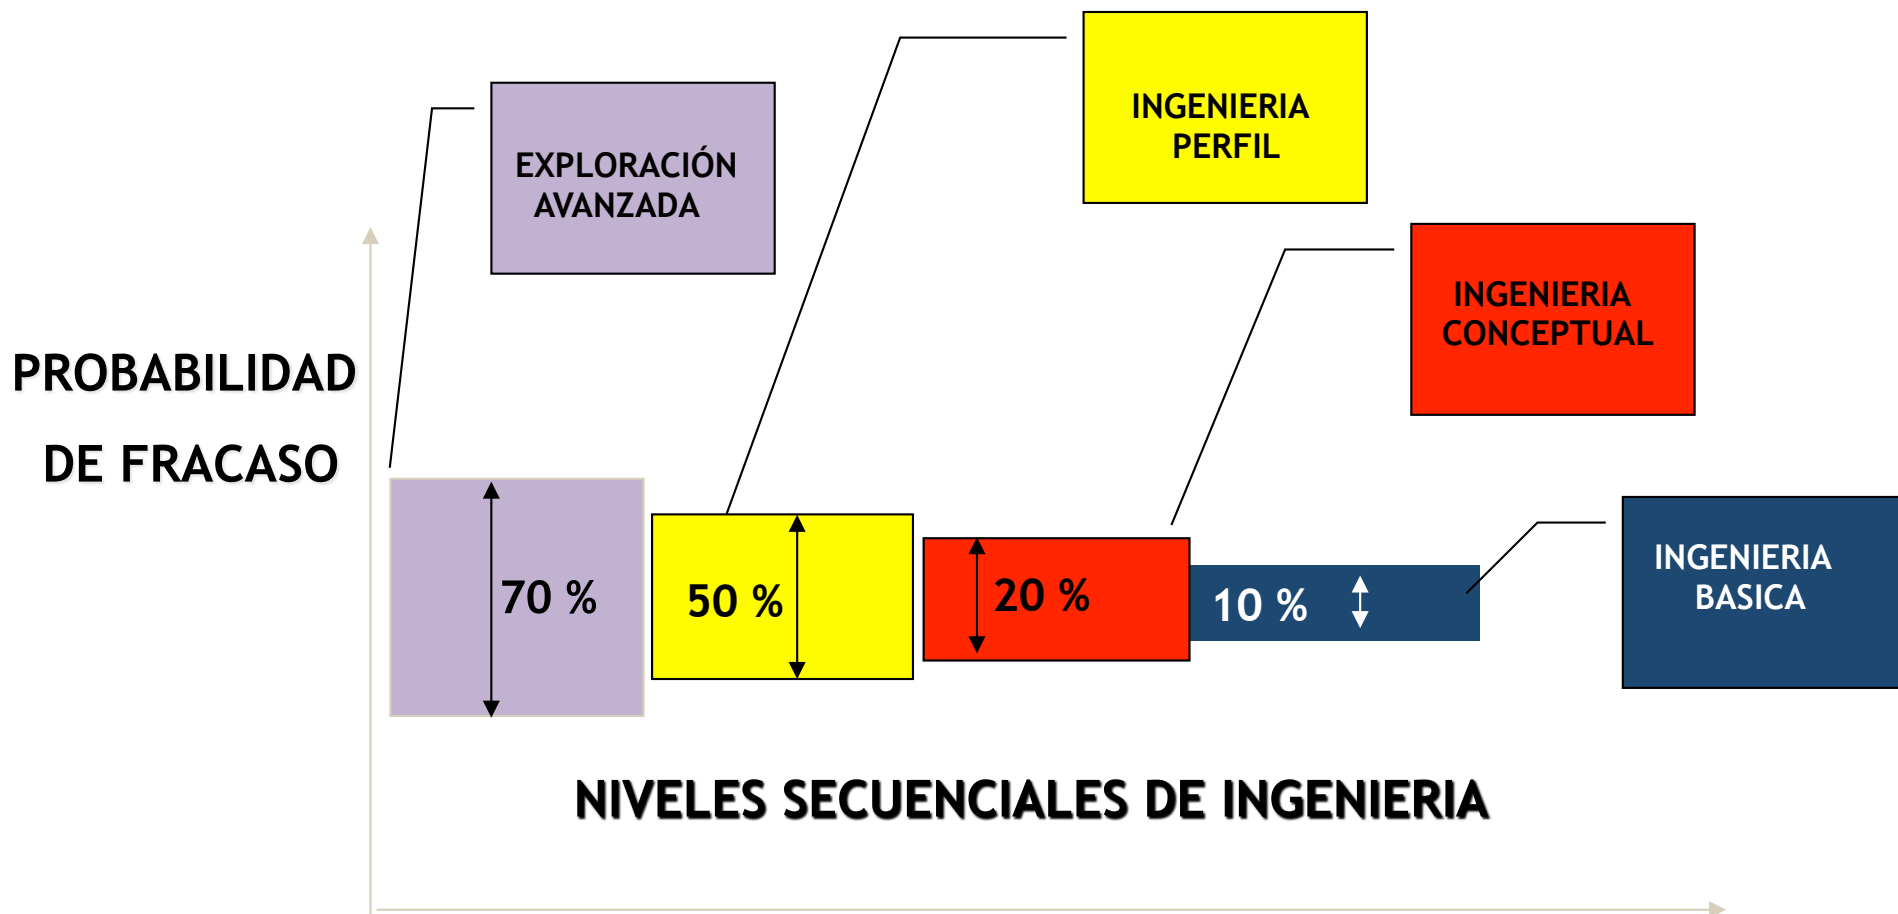 INGENIERIA
PERFIL
EXPLORACIÓN
AVANZADA
INGENIERIA
CONCEPTUAL
PROBABILIDAD
DE FRACASO
70 %
50 %
20 %
10 %
INGENIERIA
BASICA
NIVELES SECUENCIALES DE INGENIERIA